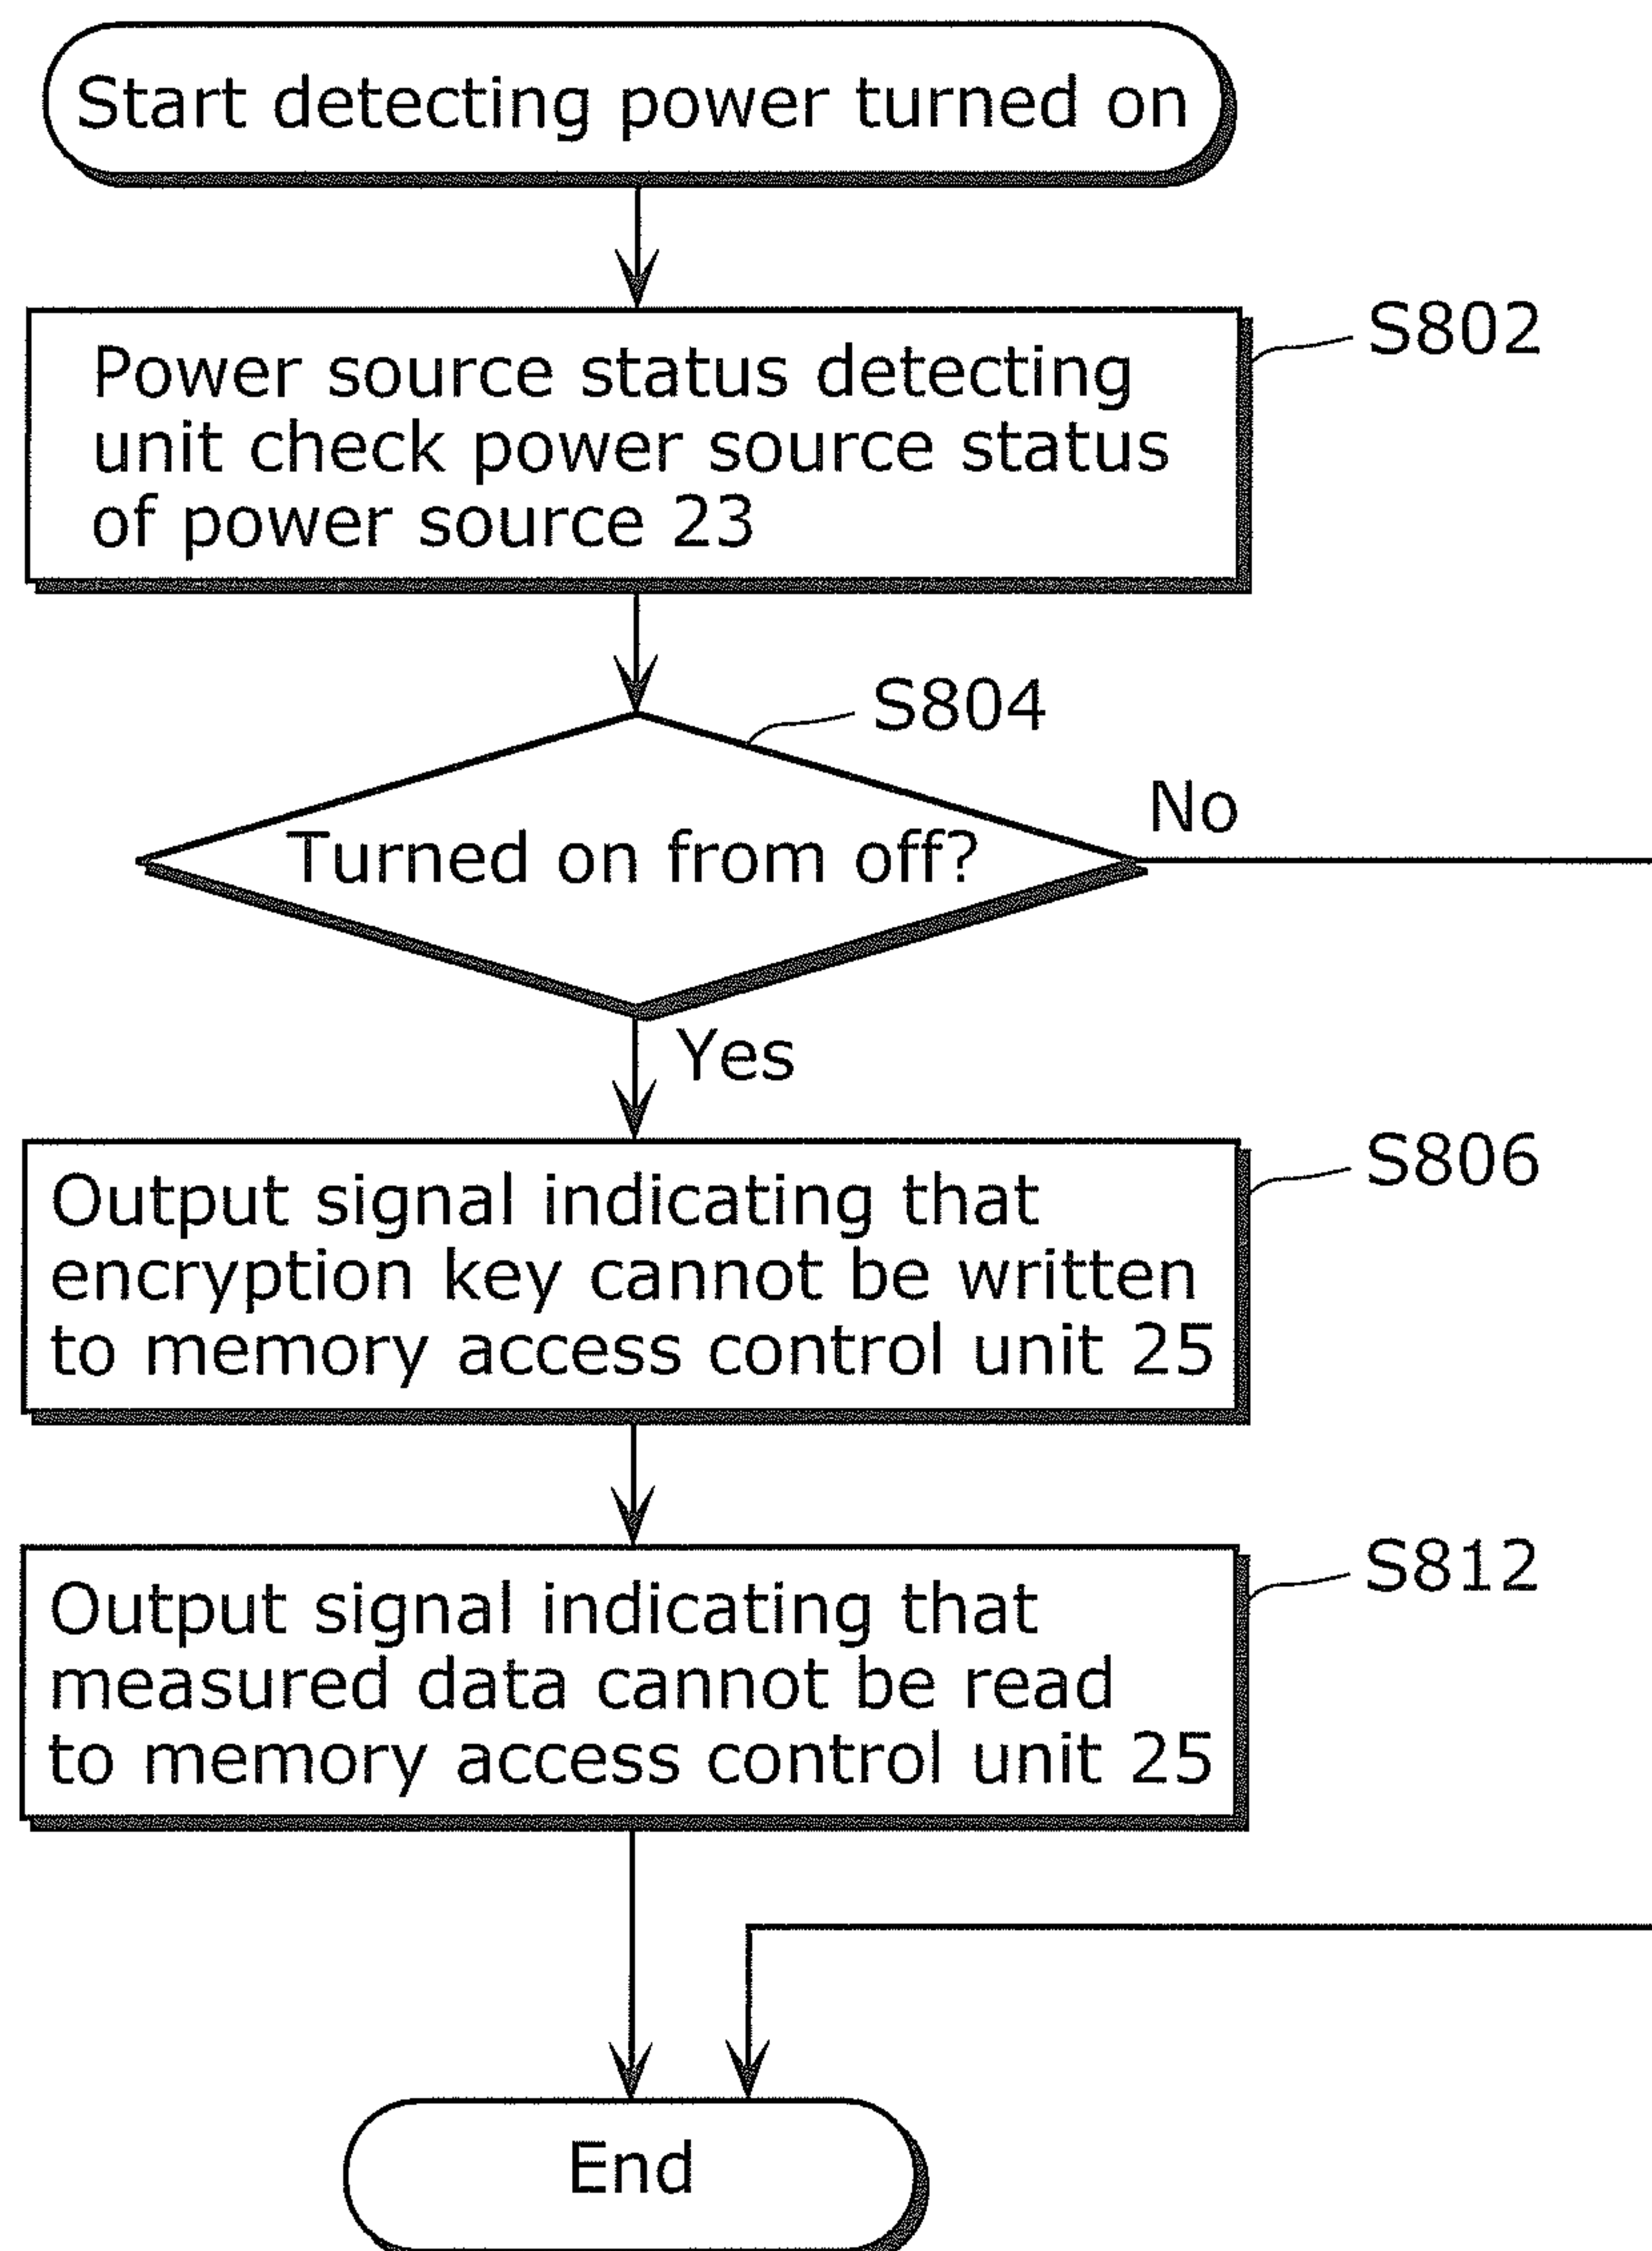 Start detecting power turned on
S802
Power source status detecting
unit check power source status
of power source 23
S804
Turned on from off?
No
Yes
S806
Output signal indicating that
encryption key cannot be written
to memory access control unit 25
S812
Output signal indicating that
measured data cannot be read
to memory access control unit 25
End